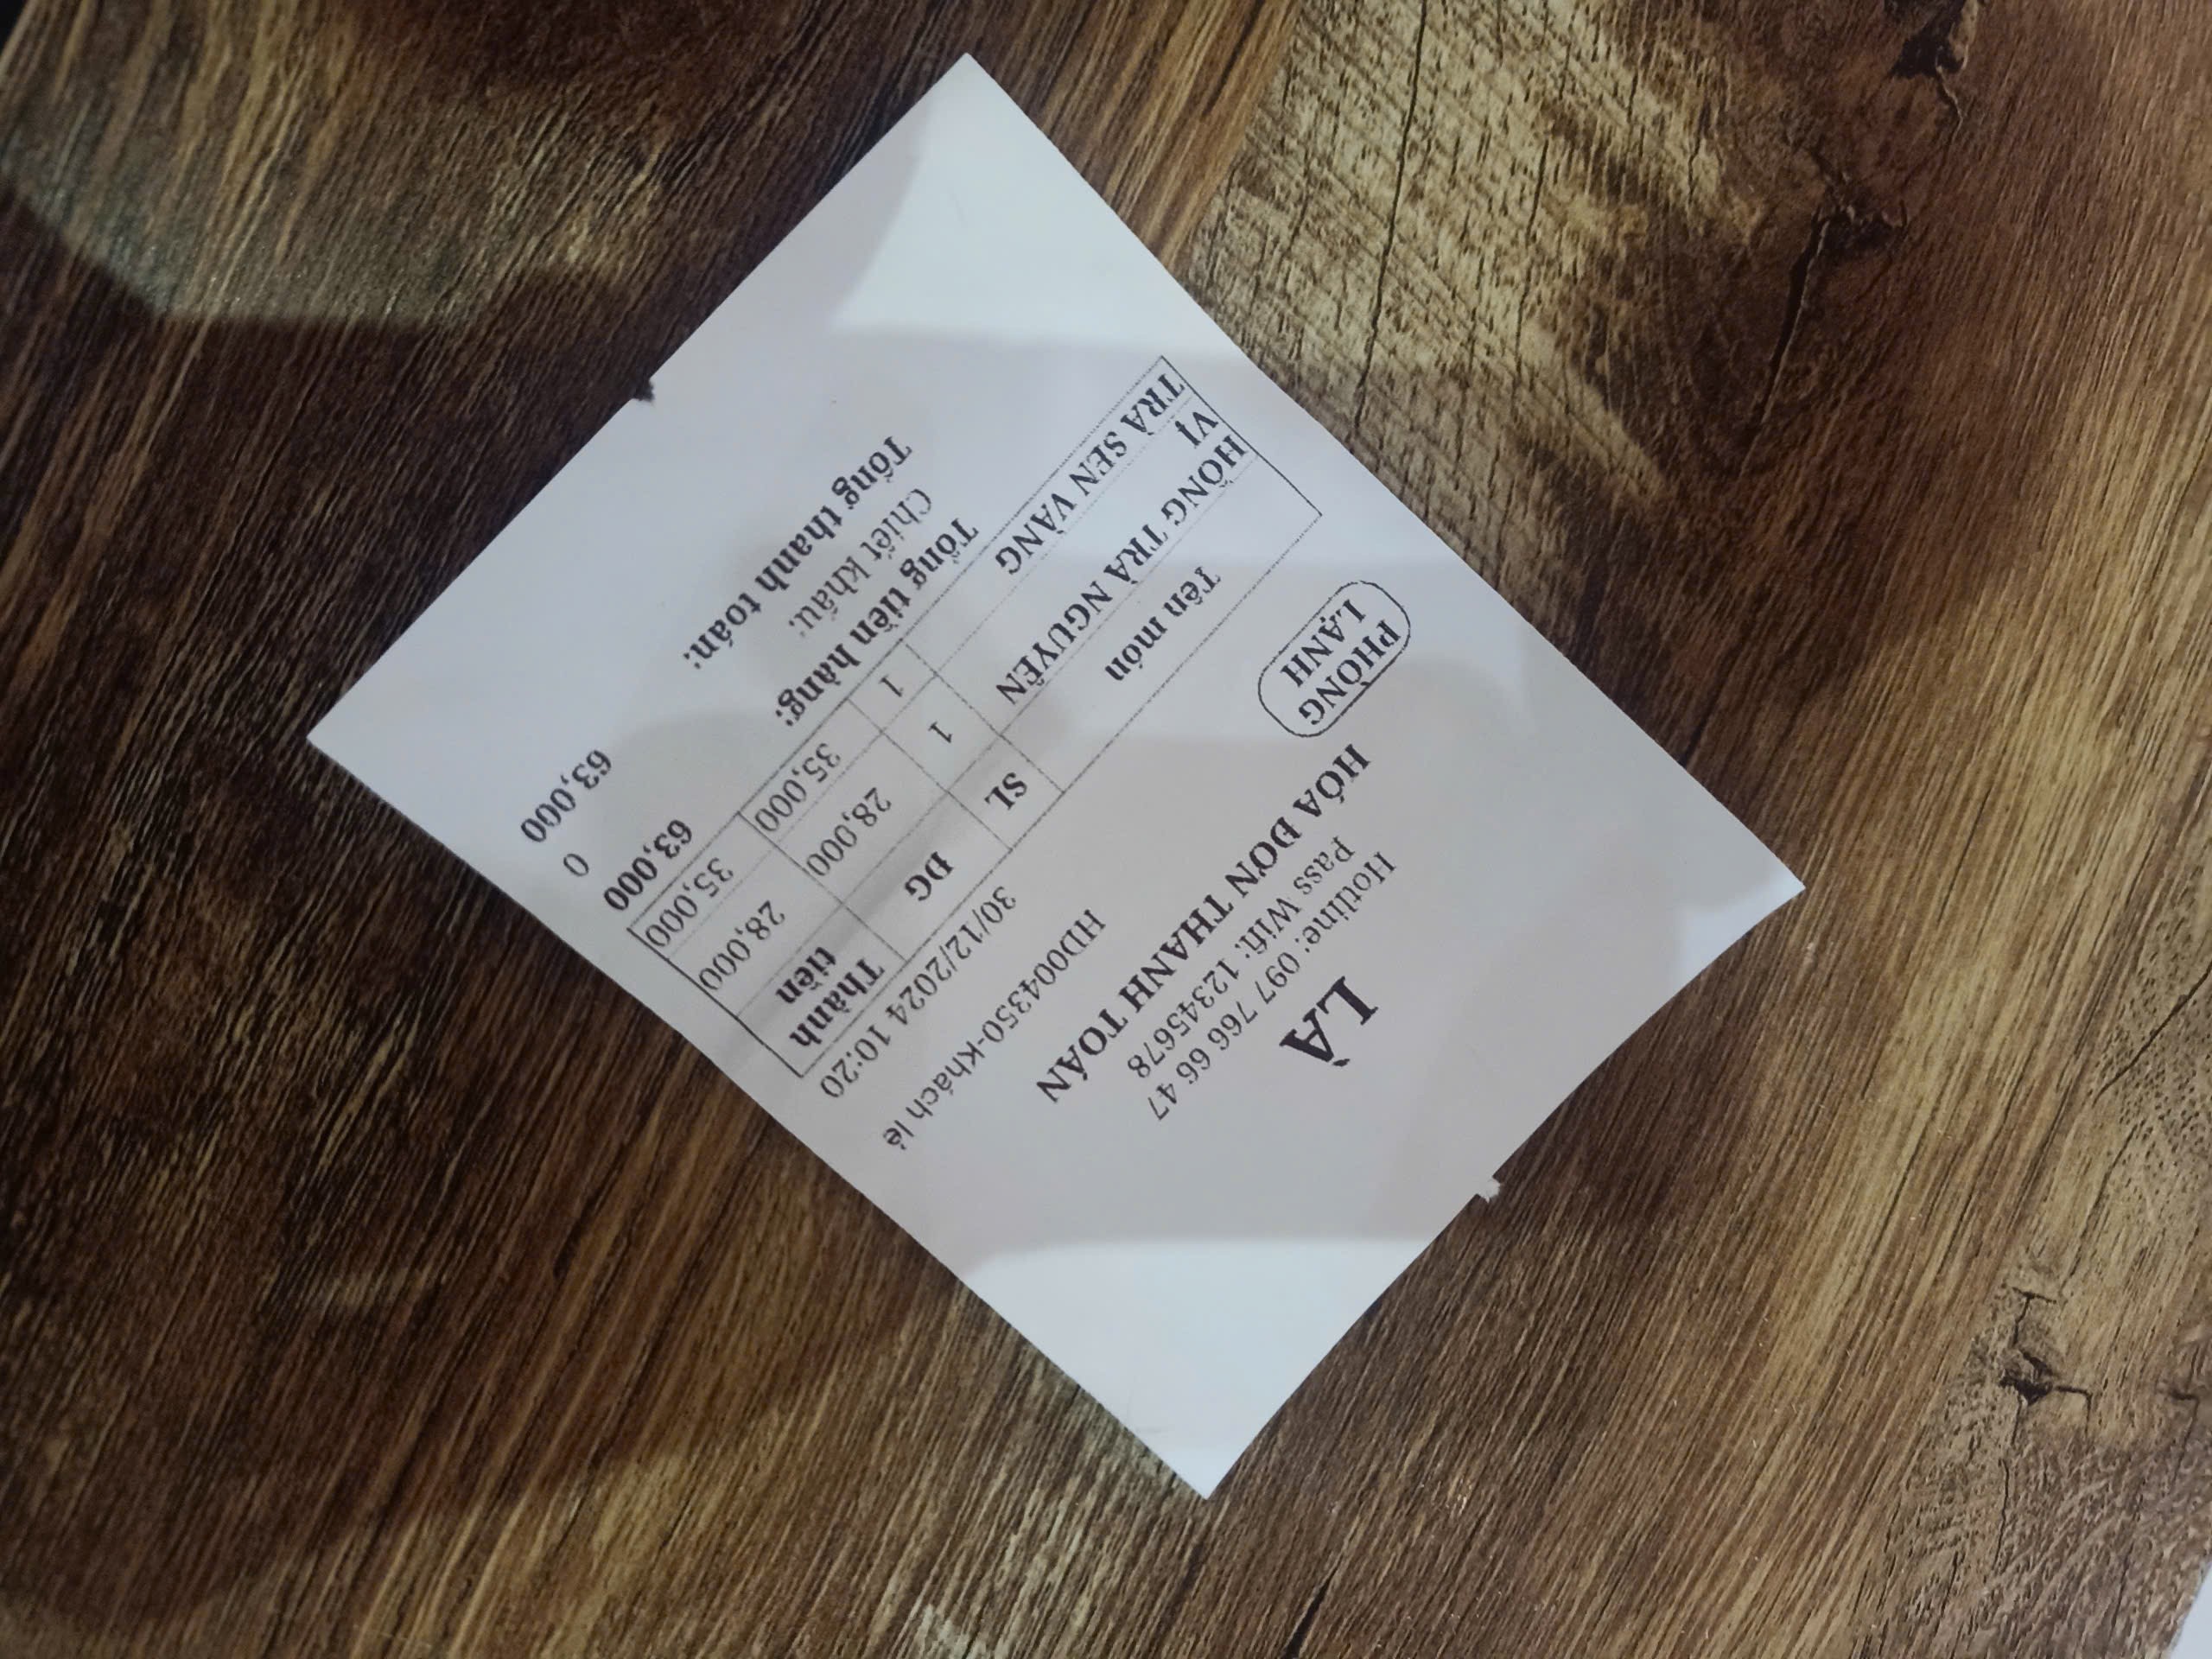 LÀ
Hotline: 097 766 66 47
Pass Wifi: 12345678
HÓA ĐƠN THANH TOÁN
PHÒNG
LẠNH
HD004350-Khách lẻ
30/12/2024 10:20
Tên món SL ĐG Thành
tiền
HỒNG TRÀ NGUYÊN 1 28,000 28,000
VỊ
TRÀ SEN VÀNG 1 35,000 35,000
Tổng tiền hàng: 63,000
Chiết khấu: 0
Tổng thanh toán: 63,000